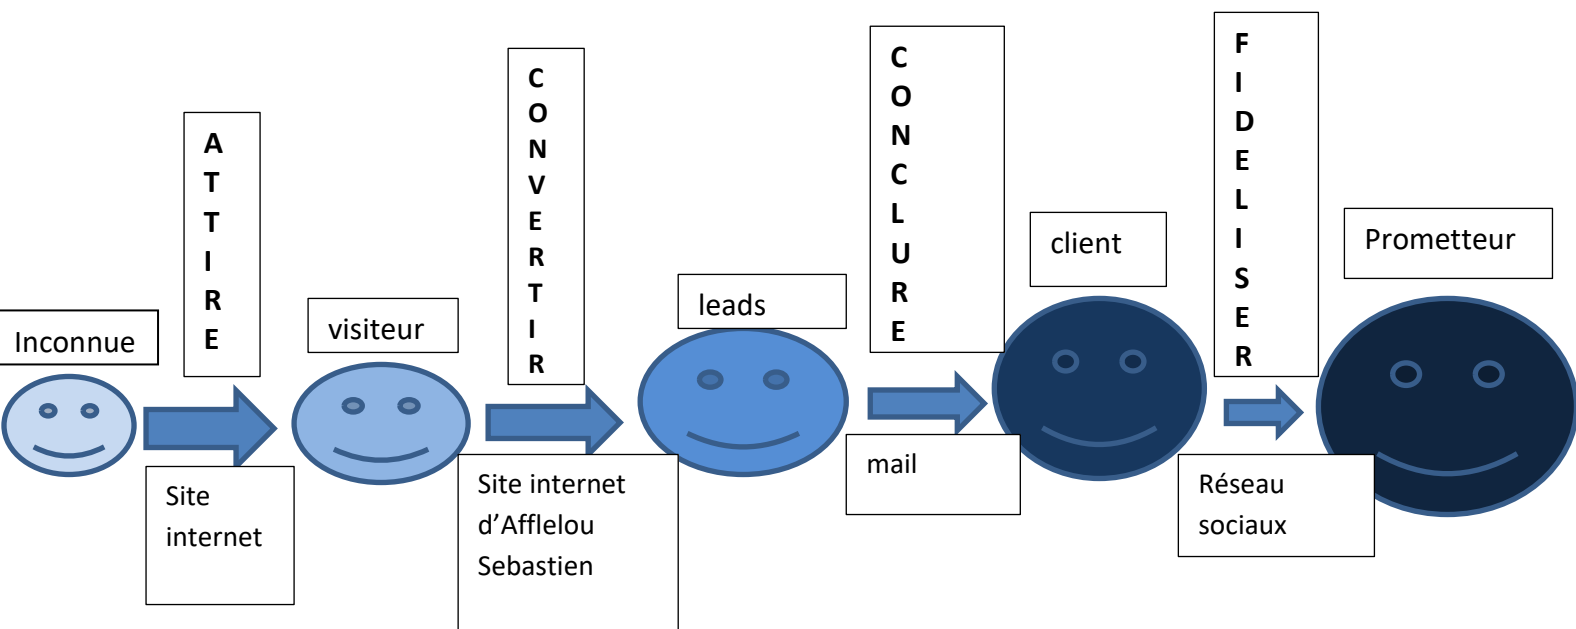 Inconnue
ATTIRE
Site
internet
visiteur
CONVERTIR
Site internet
d’Afflelou
Sebastien
leads
CONCLURE
mail
client
FIDELISER
Réseau
sociaux
Prometteur